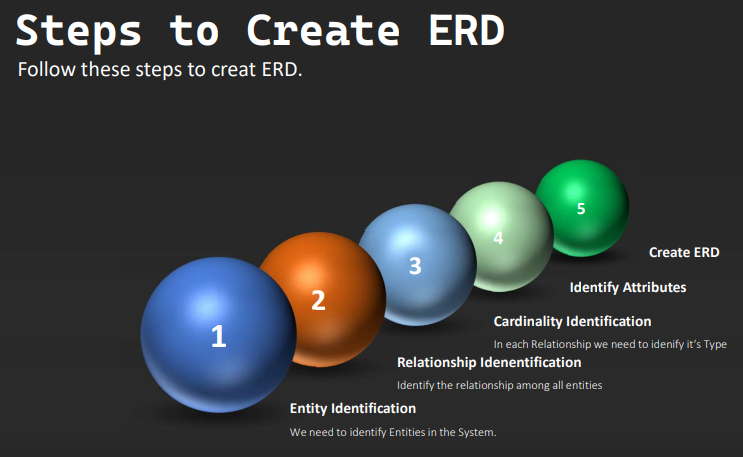 Steps to Create ERD
Follow these steps to creat ERD.
1
Entity Identification
We need to identify Entities in the System.
2
Relationship Idenentification
Identify the relationship among all entities
3
Cardinality Identification
In each Relationship we need to idenify it's Type
4
Identify Attributes
5
Create ERD